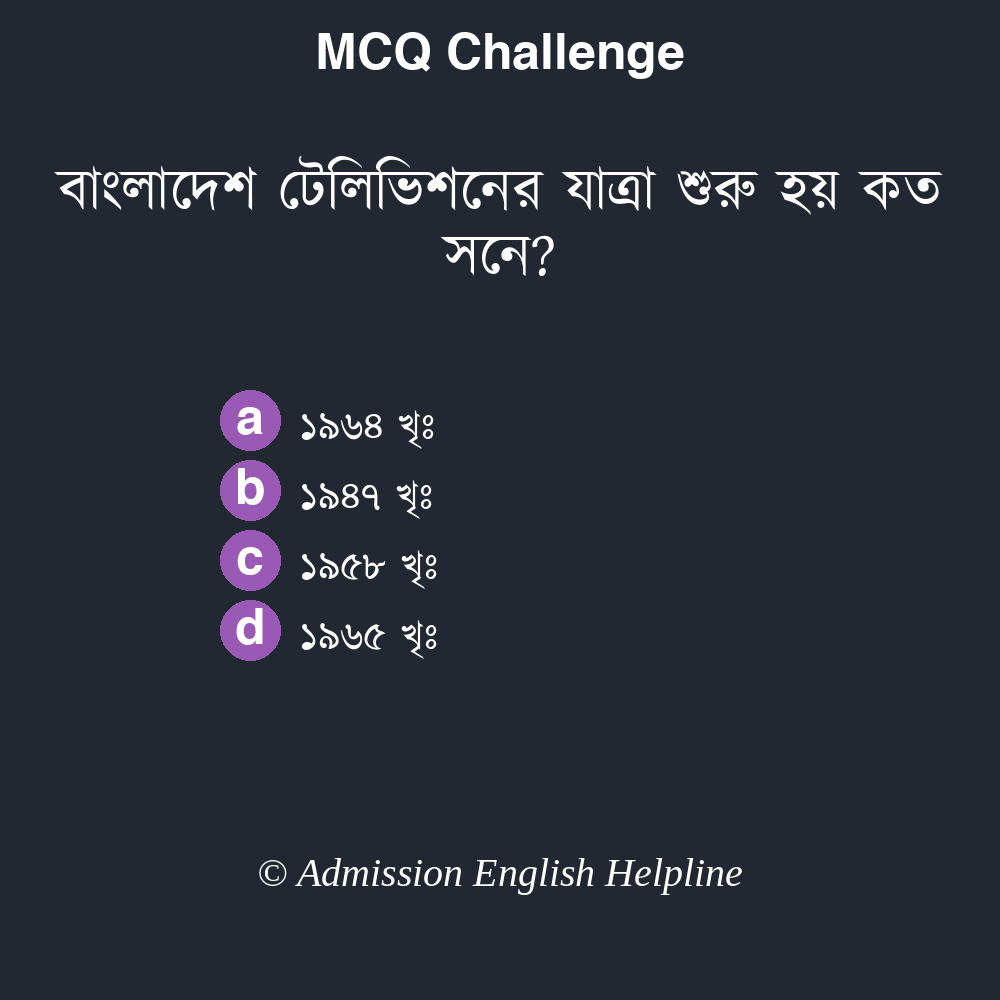 MCQ Challenge
বাংলাদেশ টেলিভিশনের যাত্রা শুরু হয় কত
সনে?
a ১৯৬৪ খৃঃ
b ১৯৪৭ খৃঃ
c ১৯৫৮ খৃঃ
d ১৯৬৫ খৃঃ
© Admission English Helpline